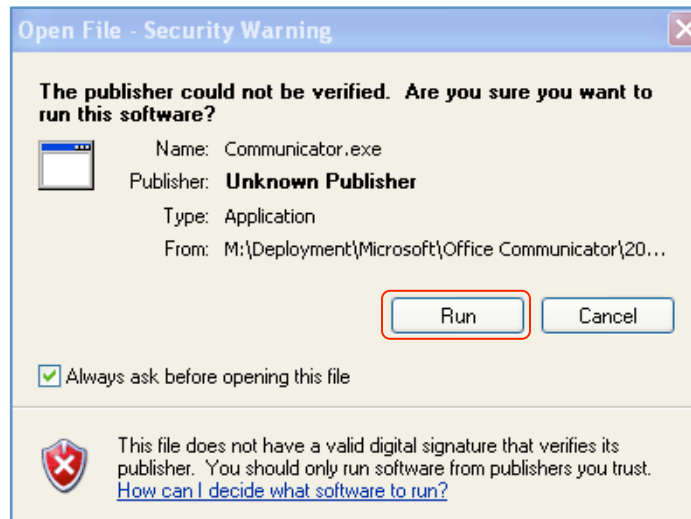 Open File - Security Warning
The publisher could not be verified.  Are you sure you want to
run this software?
Name: Communicator.exe
Publisher: Unknown Publisher
Type: Application
From: M:\Deployment\Microsoft\Office Communicator\20...
Run Cancel
Always ask before opening this file
This file does not have a valid digital signature that verifies its
publisher.  You should only run software from publishers you trust.
How can I decide what software to run?